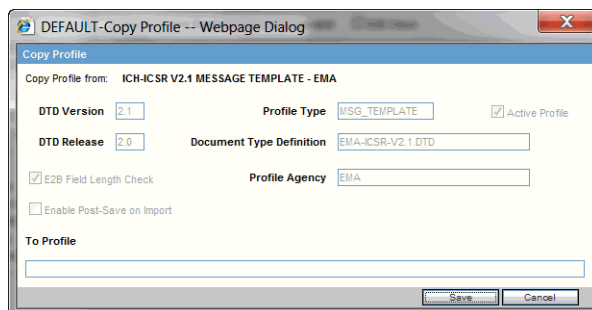 DEFAULT-Copy Profile -- Webpage Dialog
Copy Profile
Copy Profile from: ICH-ICSR V2.1 MESSAGE TEMPLATE - EMA
DTD Version 2.1 Profile Type MSG_TEMPLATE Active Profile
DTD Release 2.0 Document Type Definition EMA-ICSR-V2.1.DTD
E2B Field Length Check Profile Agency EMA
Enable Post-Save on Import
To Profile
Save Cancel